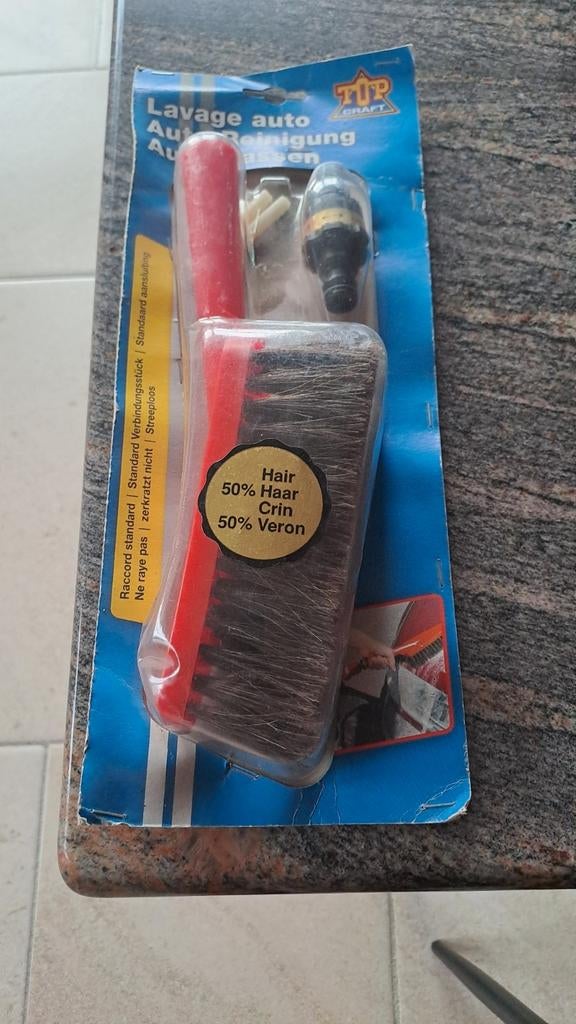 TOP
CRAFT
Lavage auto
Reinigung
Raccord standard | Standard Verbindungsstück | Standaard aansluiting
Ne raye pas | zerkratzt nicht | Streeploos
Hair
50% Haar
Crin
50% Veron